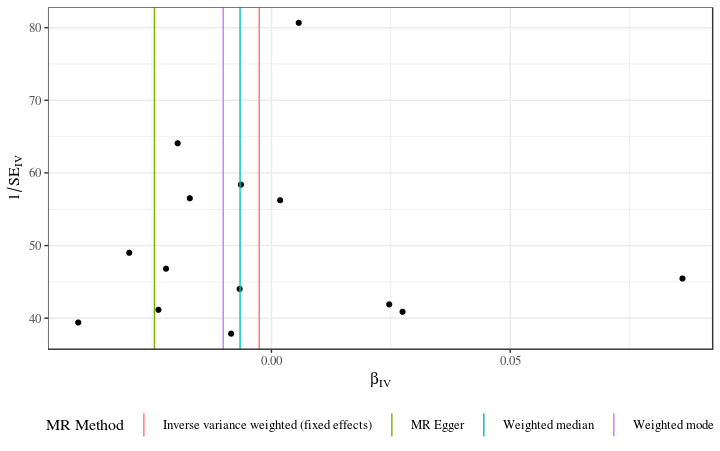 80
70
60
50
40
1/SE_IV
0.00
0.05
β_IV
MR Method
Inverse variance weighted (fixed effects)
MR Egger
Weighted median
Weighted mode